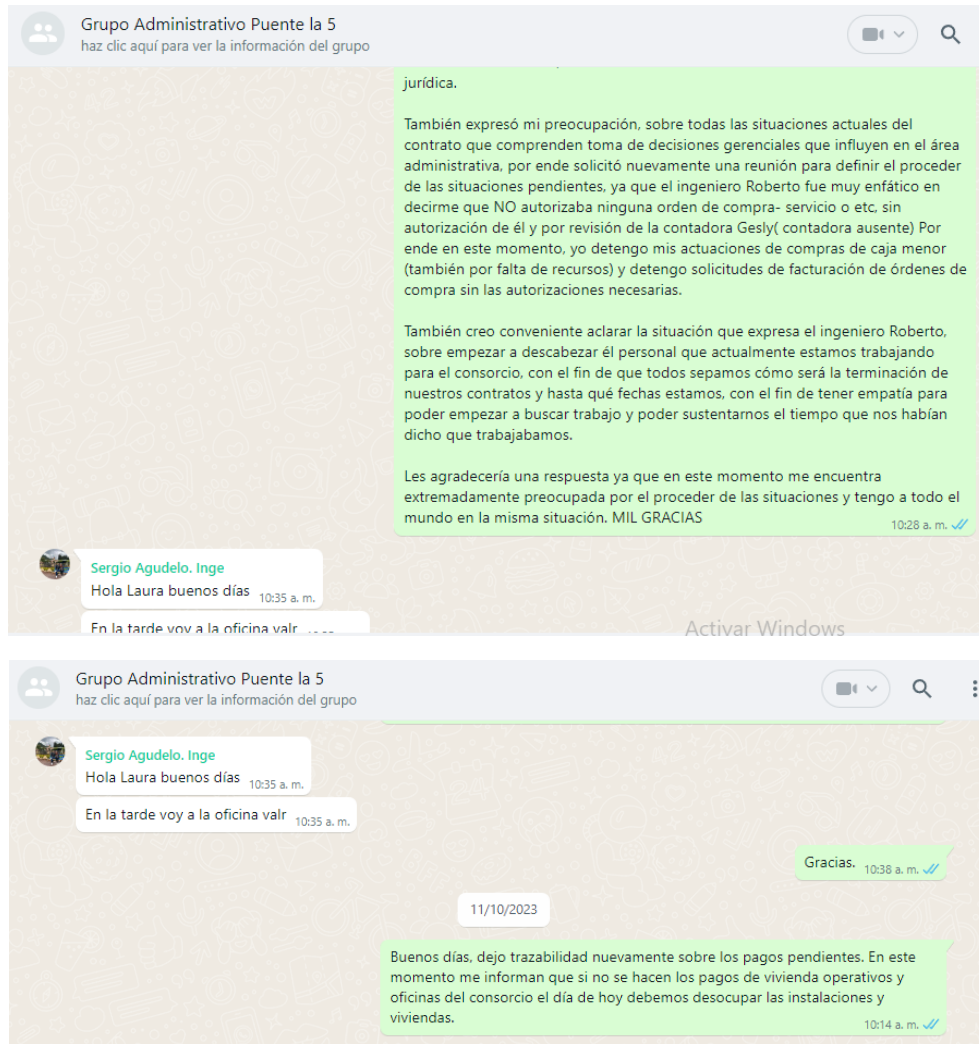 Grupo Administrativo Puente la 5
haz clic aquí para ver la información del grupo
jurídica.
También expresó mi preocupación, sobre todas las situaciones actuales del
contrato que comprenden toma de decisiones gerenciales que influyen en el área
administrativa, por ende solicitó nuevamente una reunión para definir el proceder
de las situaciones pendientes, ya que el ingeniero Roberto fue muy enfático en
decirme que NO autorizaba ninguna orden de compra- servicio o etc, sin
autorización de él y por revisión de la contadora Gesly( contadora ausente) Por
ende en este momento, yo detengo mis actuaciones de compras de caja menor
(también por falta de recursos) y detengo solicitudes de facturación de órdenes de
compra sin las autorizaciones necesarias.
También creo conveniente aclarar la situación que expresa el ingeniero Roberto,
sobre empezar a descabezar él personal que actualmente estamos trabajando
para el consorcio, con el fin de que todos sepamos cómo será la terminación de
nuestros contratos y hasta qué fechas estamos, con el fin de tener empatía para
poder empezar a buscar trabajo y poder sustentarnos el tiempo que nos habían
dicho que trabajabamos.
Les agradecería una respuesta ya que en este momento me encuentra
extremadamente preocupada por el proceder de las situaciones y tengo a todo el
mundo en la misma situación. MIL GRACIAS
10:28 a. m.
Sergio Agudelo. Inge
Hola Laura buenos días 10:35 a. m.
En la tarde voy a la oficina valr
Activar Windows
Grupo Administrativo Puente la 5
haz clic aquí para ver la información del grupo
Sergio Agudelo. Inge
Hola Laura buenos días 10:35 a. m.
En la tarde voy a la oficina valr 10:35 a. m.
Gracias. 10:38 a. m.
11/10/2023
Buenos días, dejo trazabilidad nuevamente sobre los pagos pendientes. En este
momento me informan que si no se hacen los pagos de vivienda operativos y
oficinas del consorcio el día de hoy debemos desocupar las instalaciones y
viviendas.
10:14 a. m.